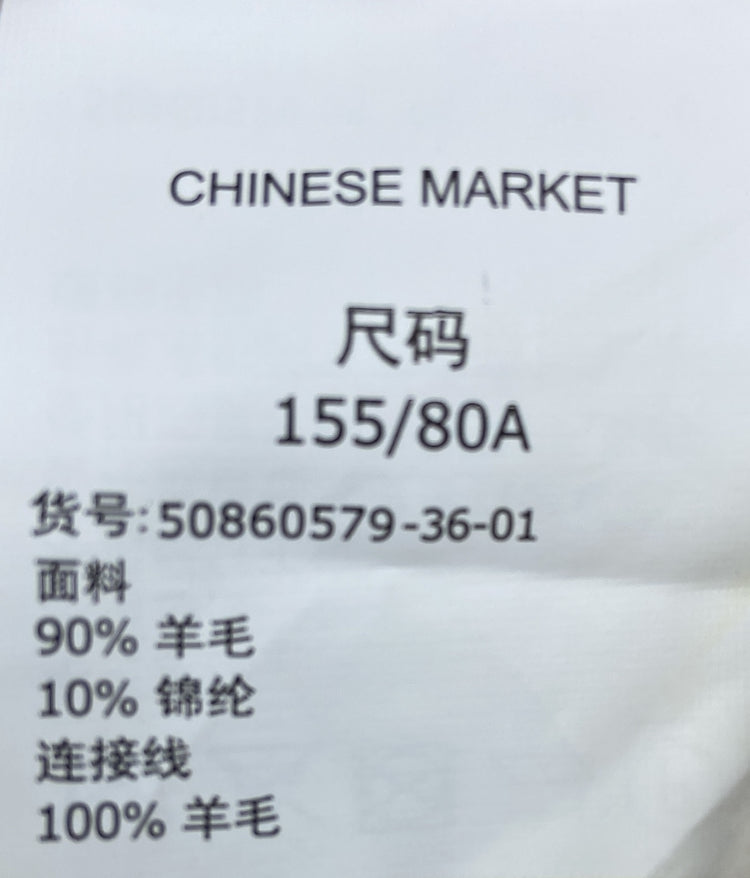 CHINESE MARKET
尺码
155/80A
货号:50860579-36-01
面料
90% 羊毛
10% 锦纶
连接线
100% 羊毛